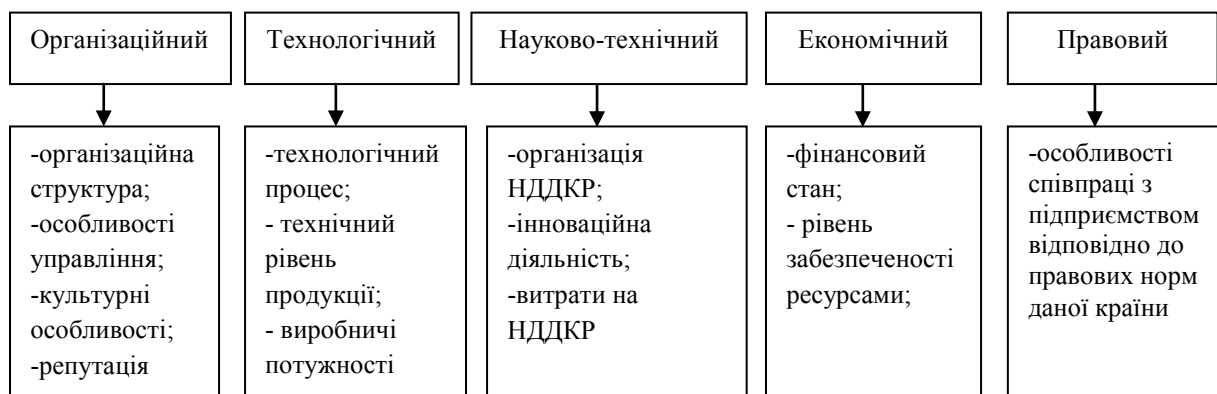 Організаційний
Технологічний
Науково-технічний
Економічний
Правовий
-організаційна
структура;
-особливості
управління;
-культурні
особливості;
-репутація
-технологічний
процес;
- технічний
рівень
продукції;
- виробничі
потужності
-організація
НДДКР;
-інноваційна
діяльність;
-витрати на
НДДКР
-фінансовий
стан;
- рівень
забезпеченості
ресурсами;
-особливості
співпраці з
підприємством
відповідно до
правових норм
даної країни